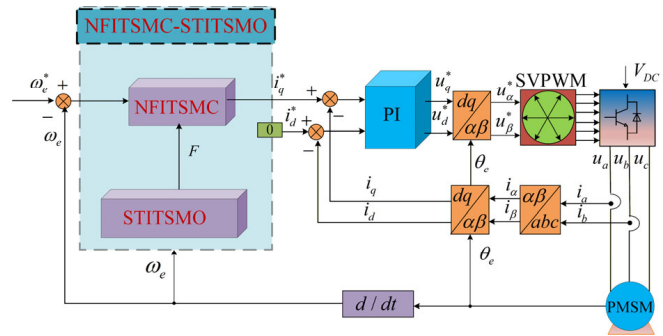 NFITSMC-STITSMO
ω*e
+
−
ωe
NFITSMC
F
STITSMO
ωe
i*q
i*d
0
+
−
+
−
PI
u*q
u*d
dq
αβ
u*α
u*β
SVPWM
VDC
ua ub uc
θe
iq
id
dq
αβ
iα
iβ
αβ
abc
ia
ib
θe
d / dt
PMSM